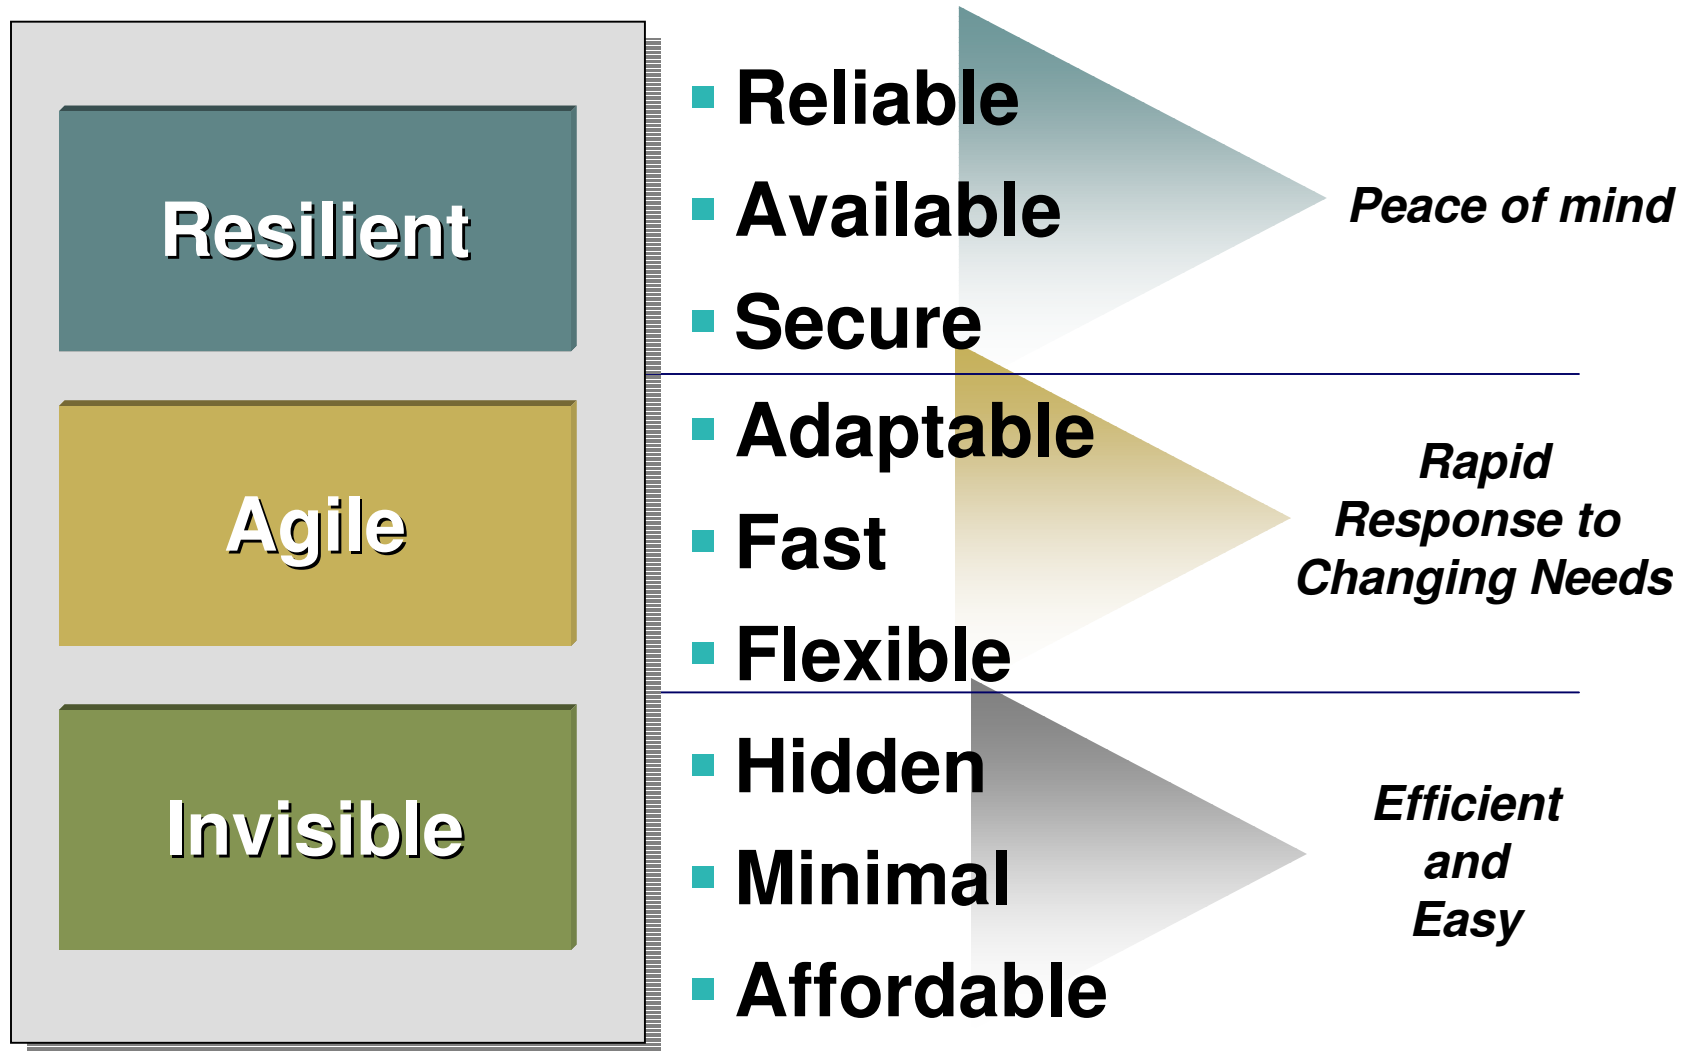 Resilient
Reliable
Available
Secure
Peace of mind
Agile
Adaptable
Fast
Flexible
Rapid
Response to
Changing Needs
Invisible
Hidden
Minimal
Affordable
Efficient
and
Easy